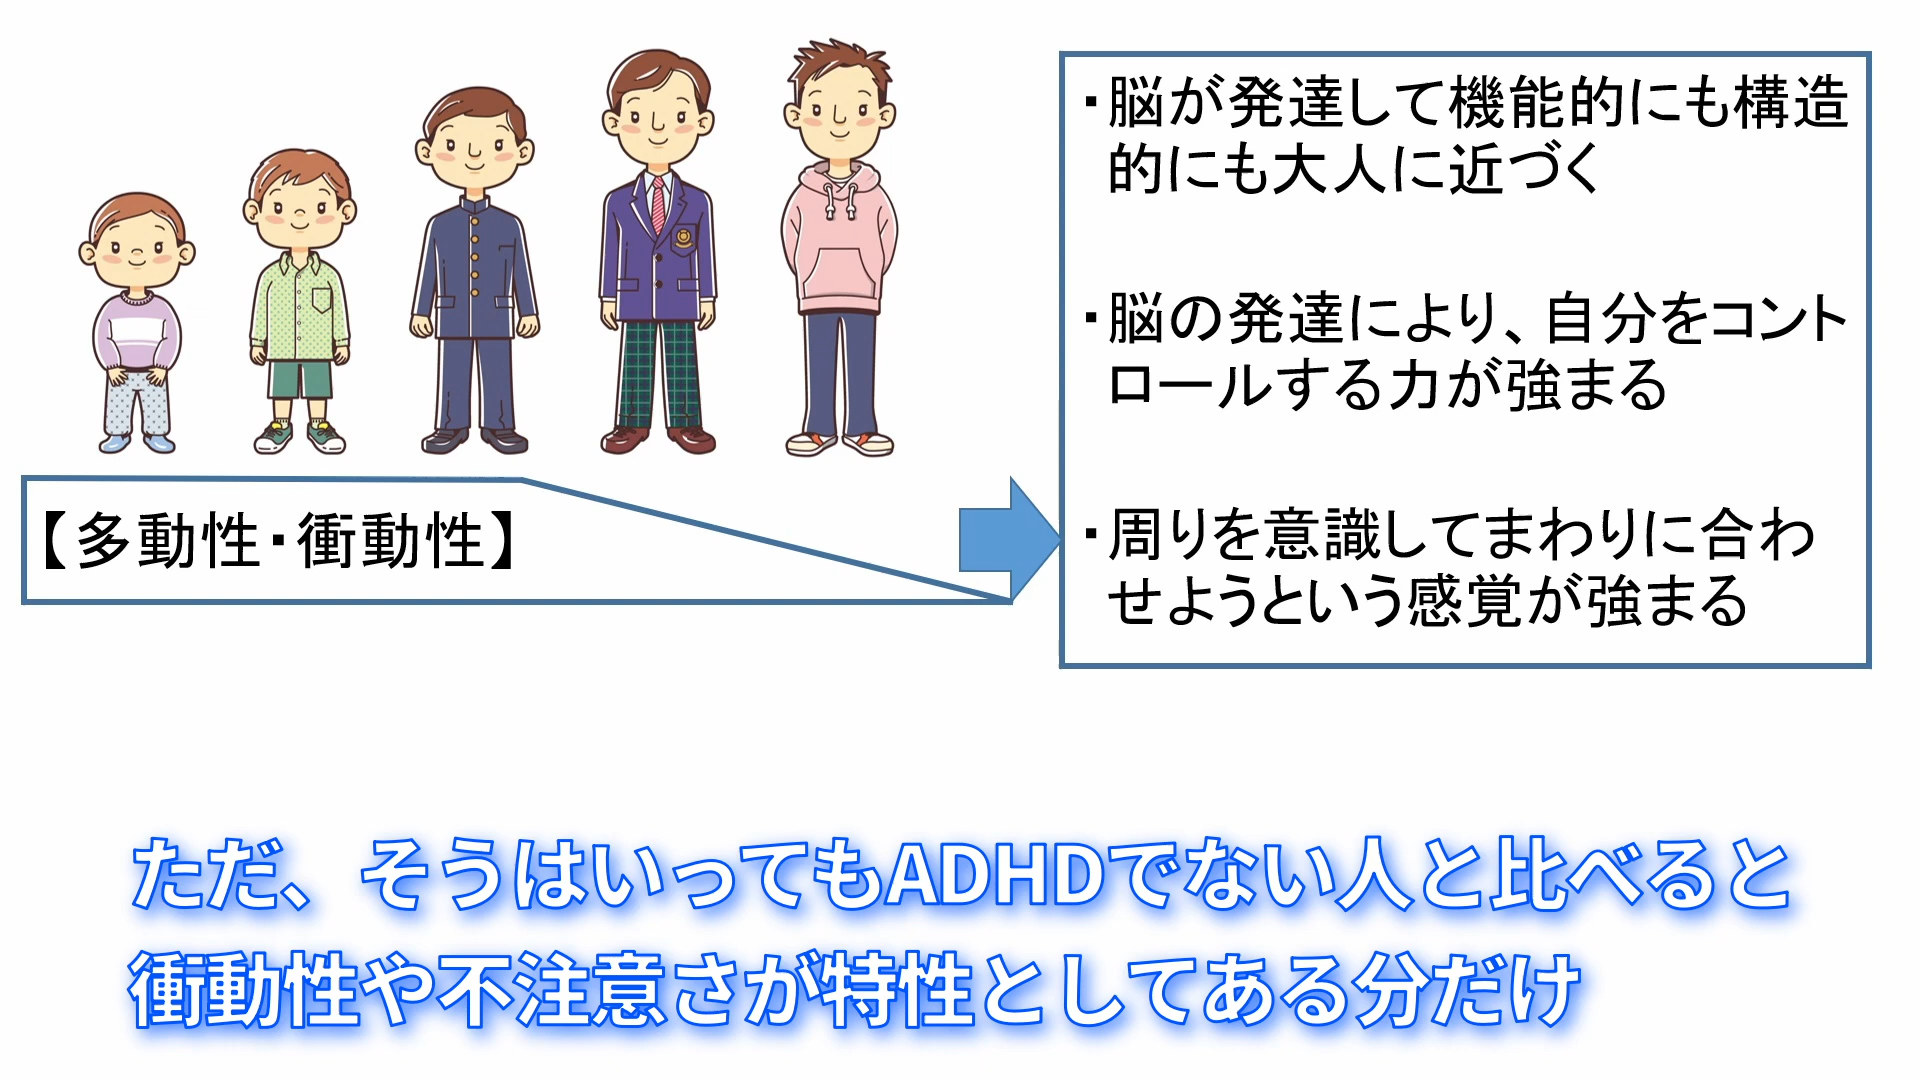 ・脳が発達して機能的にも構造
的にも大人に近づく
・脳の発達により、自分をコント
ロールする力が強まる
・周りを意識してまわりに合わ
せようという感覚が強まる
【多動性・衝動性】
ただ、そうはいってもADHDでない人と比べると
衝動性や不注意さが特性としてある分だけ